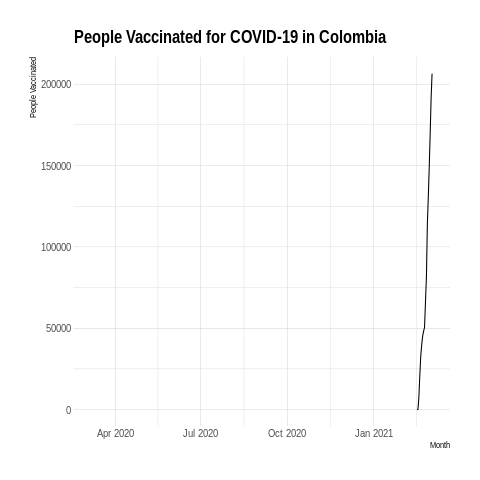 People Vaccinated for COVID-19 in Colombia
People Vaccinated
200000
150000
100000
50000
0
Apr 2020 Jul 2020 Oct 2020 Jan 2021
Month